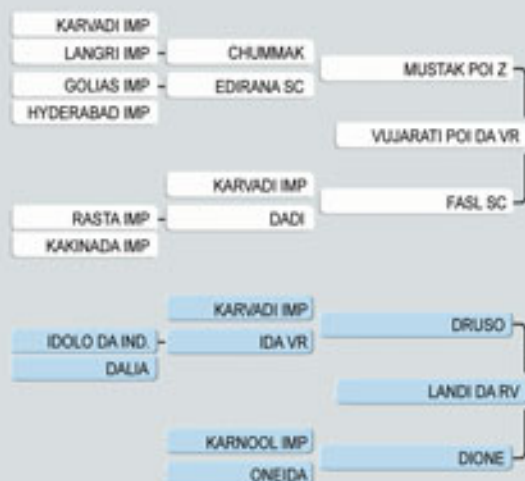 KARVADI IMP
LANGRI IMP CHUMMAK
MUSTAK POI Z
GOLIAS IMP EDIRANA SC
HYDERABAD IMP
VUJARATI POI DA VR
KARVADI IMP
FASL SC
RASTA IMP DADI
KAKINADA IMP
KARVADI IMP
DRUSO
IDOLO DA IND. IDA VR
DALIA
LANDI DA RV
KARNOOL IMP
DIONE
ONEIDA